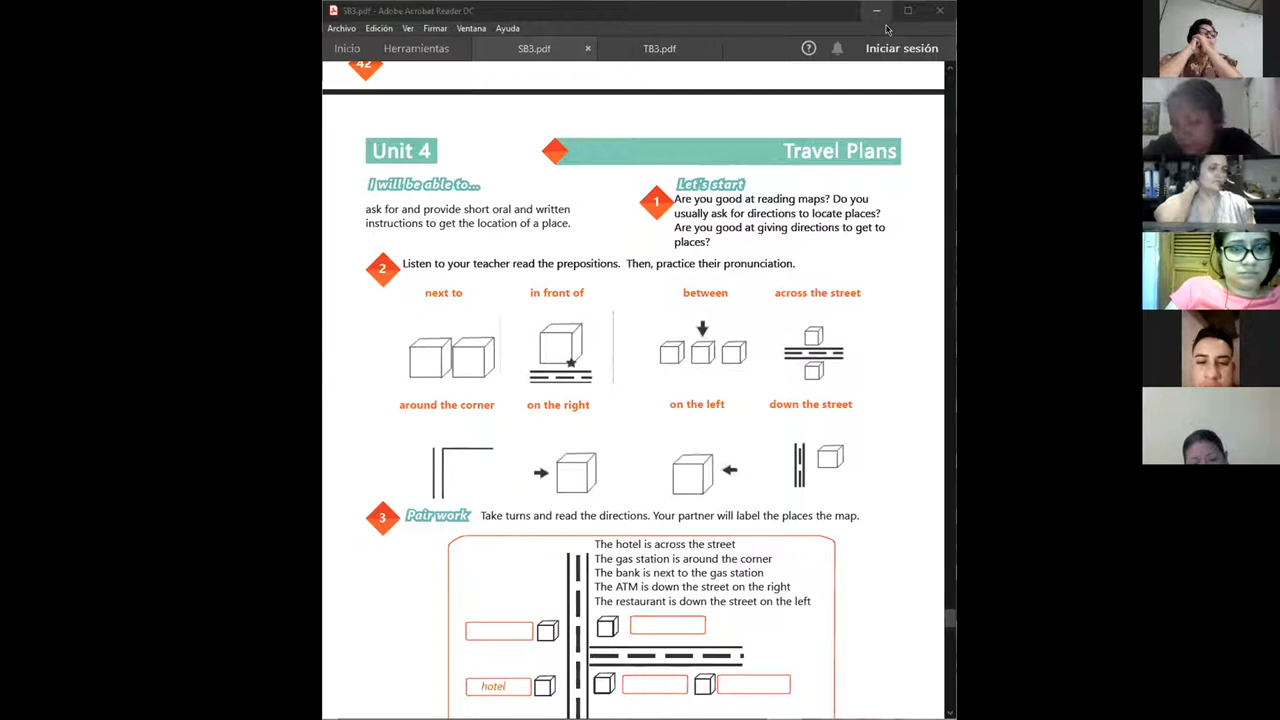 SB3.pdf - Adobe Acrobat Reader DC
Archivo Edición Ver Firmar Ventana Ayuda
Inicio Herramientas SB3.pdf × TB3.pdf Iniciar sesión
42
Unit 4
Travel Plans
I will be able to...
ask for and provide short oral and written
instructions to get the location of a place.
1
Let's start
Are you good at reading maps? Do you
usually ask for directions to locate places?
Are you good at giving directions to get to
places?
2 Listen to your teacher read the prepositions. Then, practice their pronunciation.
next to in front of between across the street
around the corner on the right on the left down the street
3 Pair work Take turns and read the directions. Your partner will label the places the map.
The hotel is across the street
The gas station is around the corner
The bank is next to the gas station
The ATM is down the street on the right
The restaurant is down the street on the left
hotel